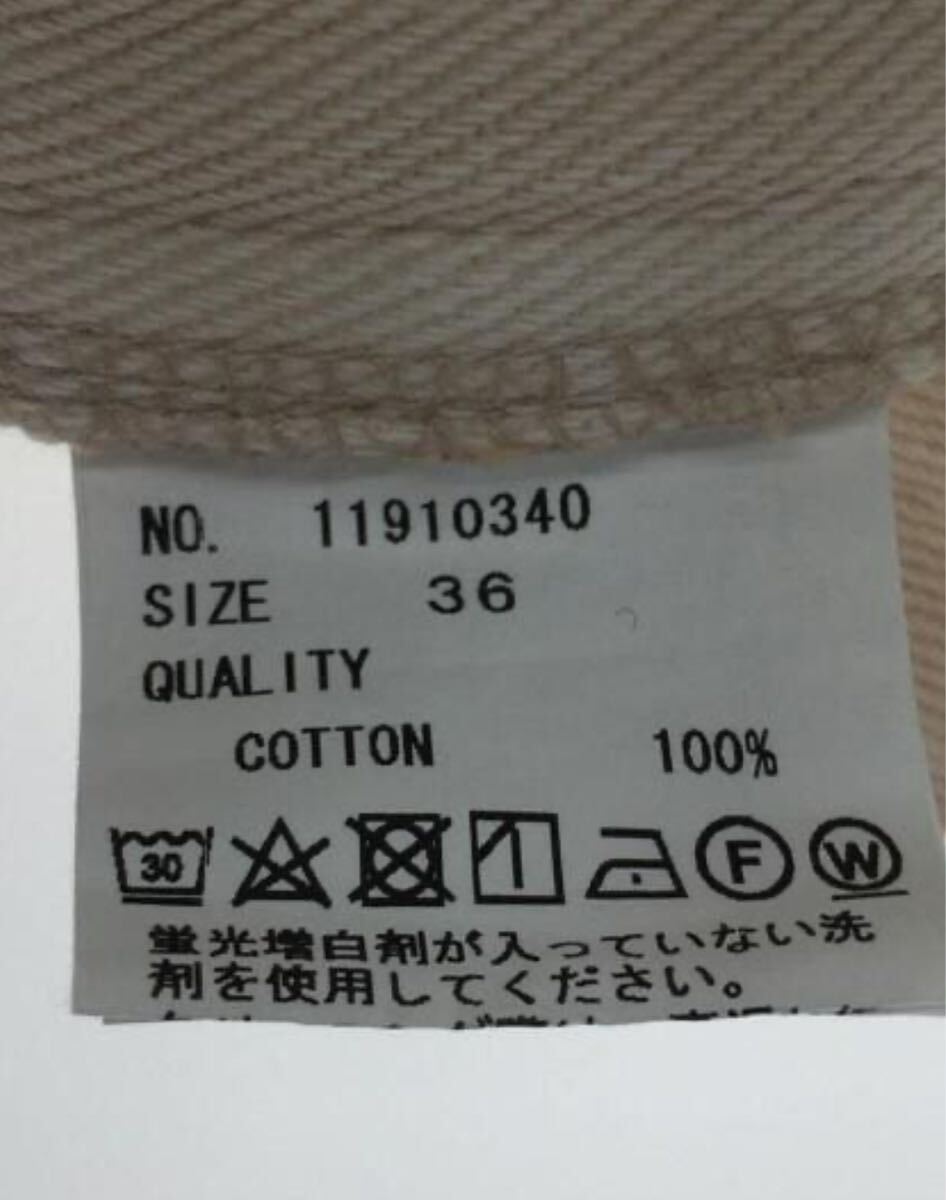 NO. 11910340
SIZE 36
QUALITY
COTTON 100%
30 F W
蛍光増白剤が入っていない洗
剤を使用してください。